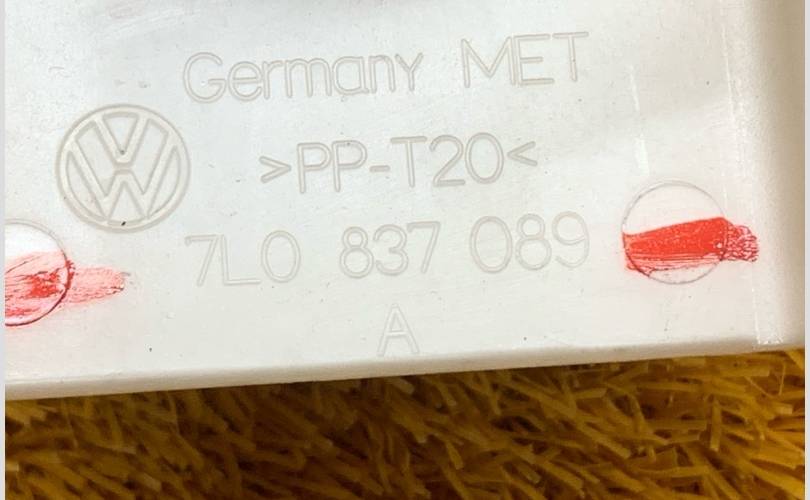 Germany MET
>PP-T20<
7L0 837 089
A